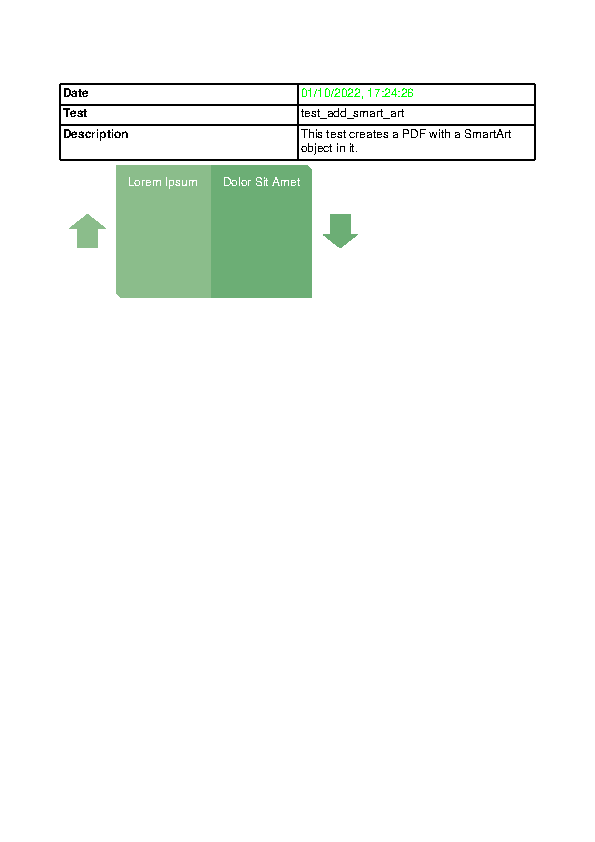 Date 01/10/2022, 17:24:26
Test test_add_smart_art
Description This test creates a PDF with a SmartArt
object in it.
Lorem Ipsum Dolor Sit Amet